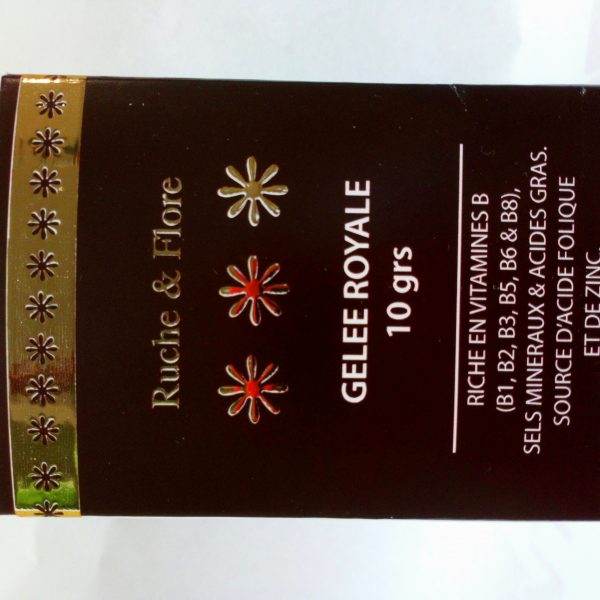 Ruche & Flore
GELEE ROYALE
10 grs
RICHE EN VITAMINES B
(B1, B2, B3, B5, B6 & B8),
SELS MINERAUX & ACIDES GRAS.
SOURCE D'ACIDE FOLIQUE
ET DE ZINC.